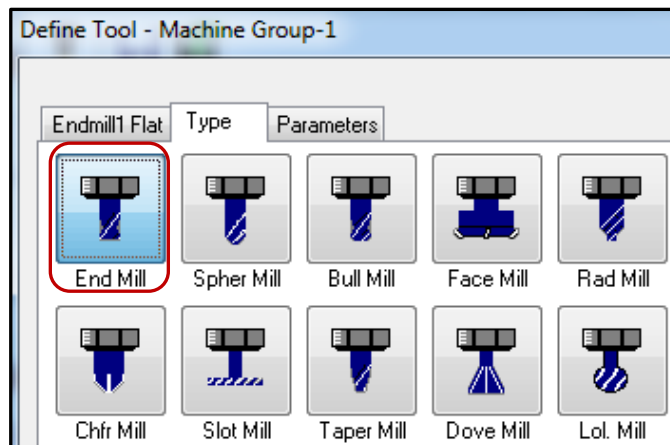 Define Tool - Machine Group-1
Endmill1 Flat Type Parameters
End Mill Spher Mill Bull Mill Face Mill Rad Mill
Chfr Mill Slot Mill Taper Mill Dove Mill Lol. Mill